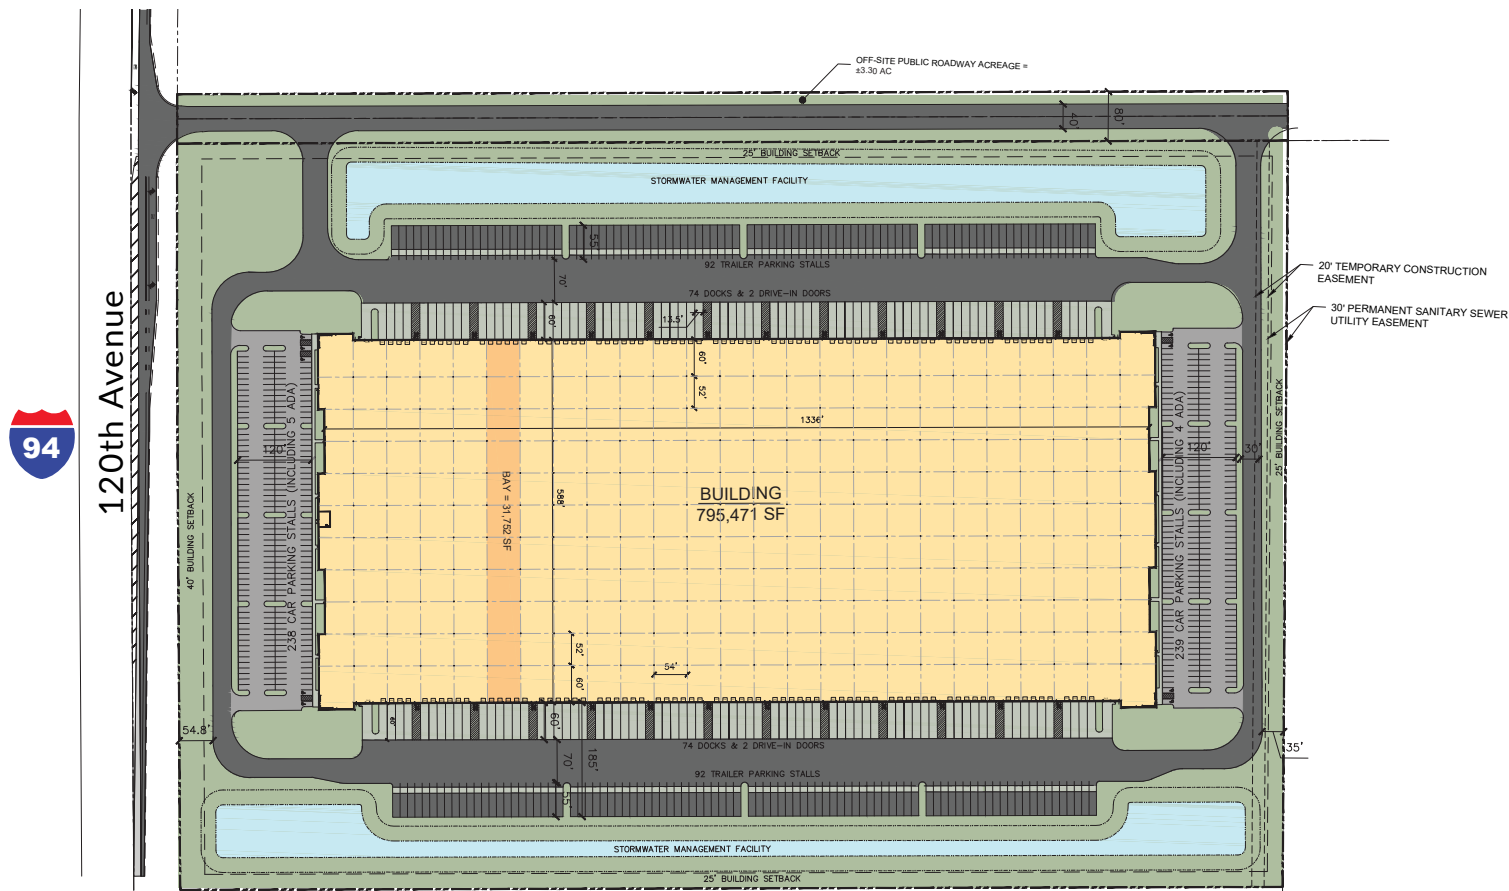 OFF-SITE PUBLIC ROADWAY ACREAGE =
±3.30 AC
40'
80'
25' BUILDING SETBACK
STORMWATER MANAGEMENT FACILITY
55'
92 TRAILER PARKING STALLS
70'
74 DOCKS & 2 DRIVE-IN DOORS
20' TEMPORARY CONSTRUCTION
EASEMENT
30' PERMANENT SANITARY SEWER
UTILITY EASEMENT
60'
13.5'
60'
52'
1336'
94
120th Avenue
40' BUILDING SETBACK
120'
238 CAR PARKING STALLS (INCLUDING 5 ADA)
BAY = 31,752 SF
588'
BUILDING
795,471 SF
239 CAR PARKING STALLS (INCLUDING 4 ADA)
120'
30'
25' BUILDING SETBACK
52'
60'
54'
54.8'
60'
60'
70'
185'
55'
74 DOCKS & 2 DRIVE-IN DOORS
35'
92 TRAILER PARKING STALLS
STORMWATER MANAGEMENT FACILITY
25' BUILDING SETBACK